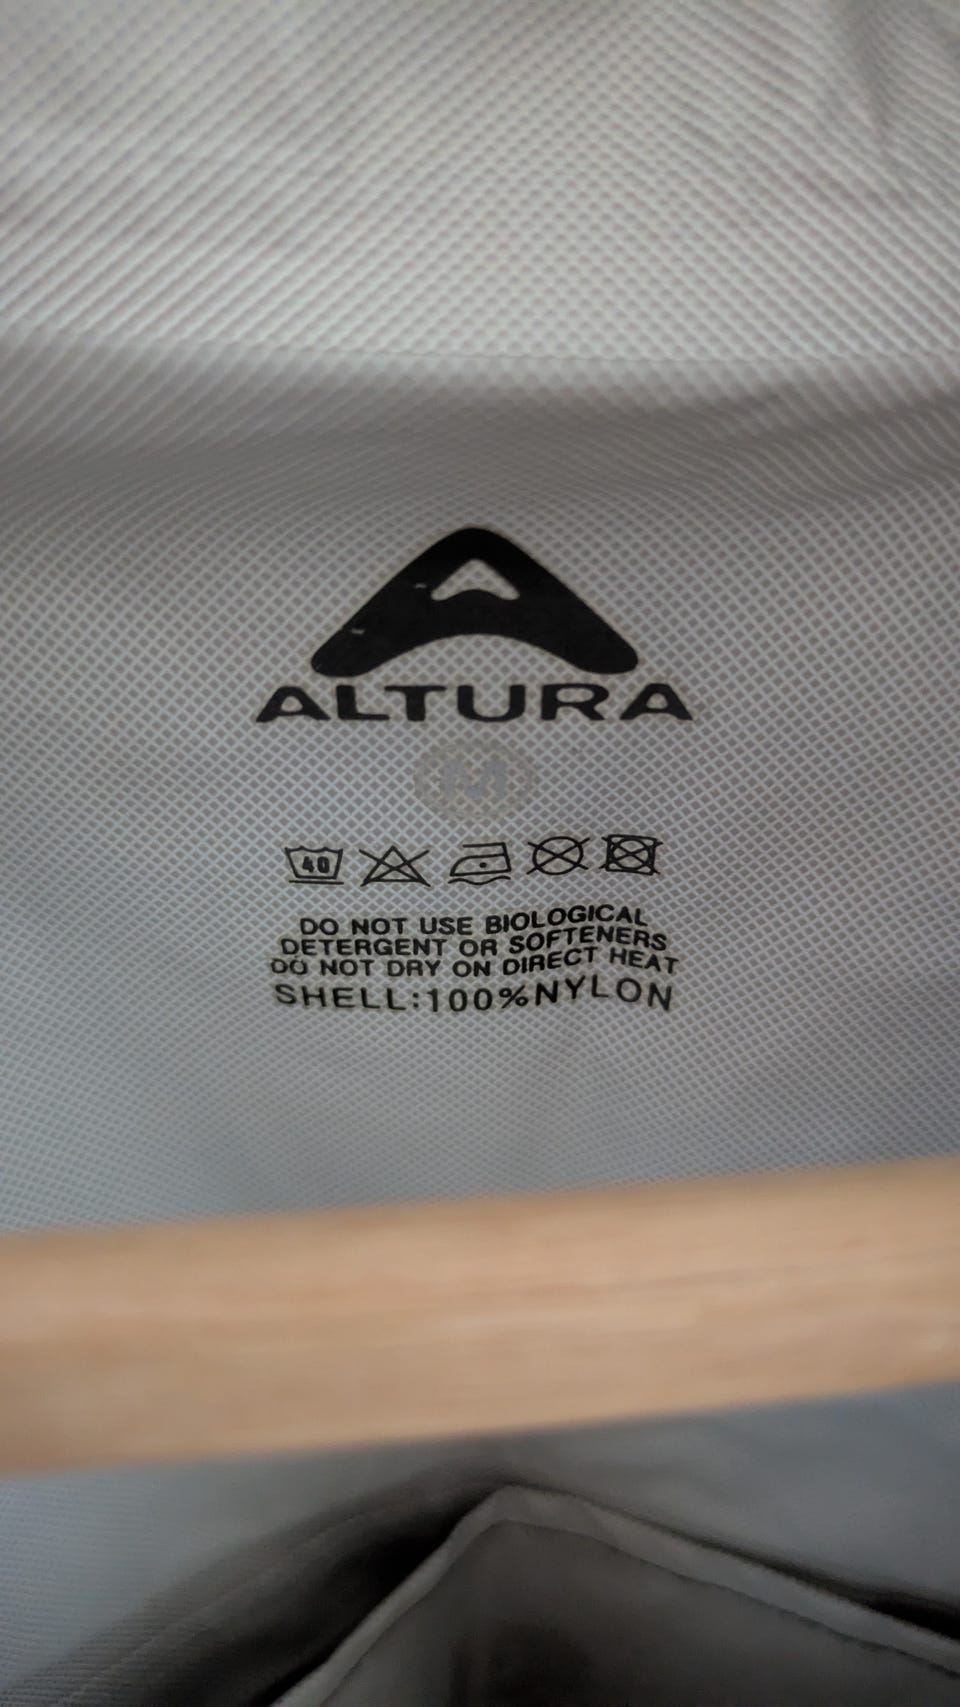 ALTURA
M
40
DO NOT USE BIOLOGICAL
DETERGENT OR SOFTENERS
DO NOT DRY ON DIRECT HEAT
SHELL:100%NYLON